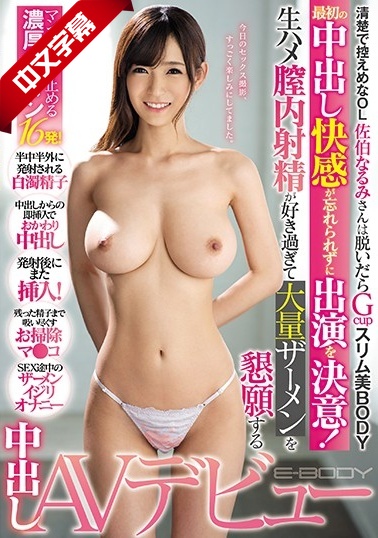 中文字幕
清楚で控えめなOL 佐伯なるみさんは脱いだらGcupスリム美BODY
最初の中出し快感が忘れられずに出演を決意!
生ハメ膣内射精が好き過ぎて大量ザーメンを懇願する
中出しAVデビュー
今日のセックス撮影、
すっごく楽しみにしてました。
16発!
半中半外に
発射される
白濁精子
中出しからの即挿入で
おかわり
中出し
発射後にまた
挿入!
残った精子まで
吸い尽くす
お掃除
マ●コ
SEX途中の
ザーメン
イジリ
オナニー
E-BODY